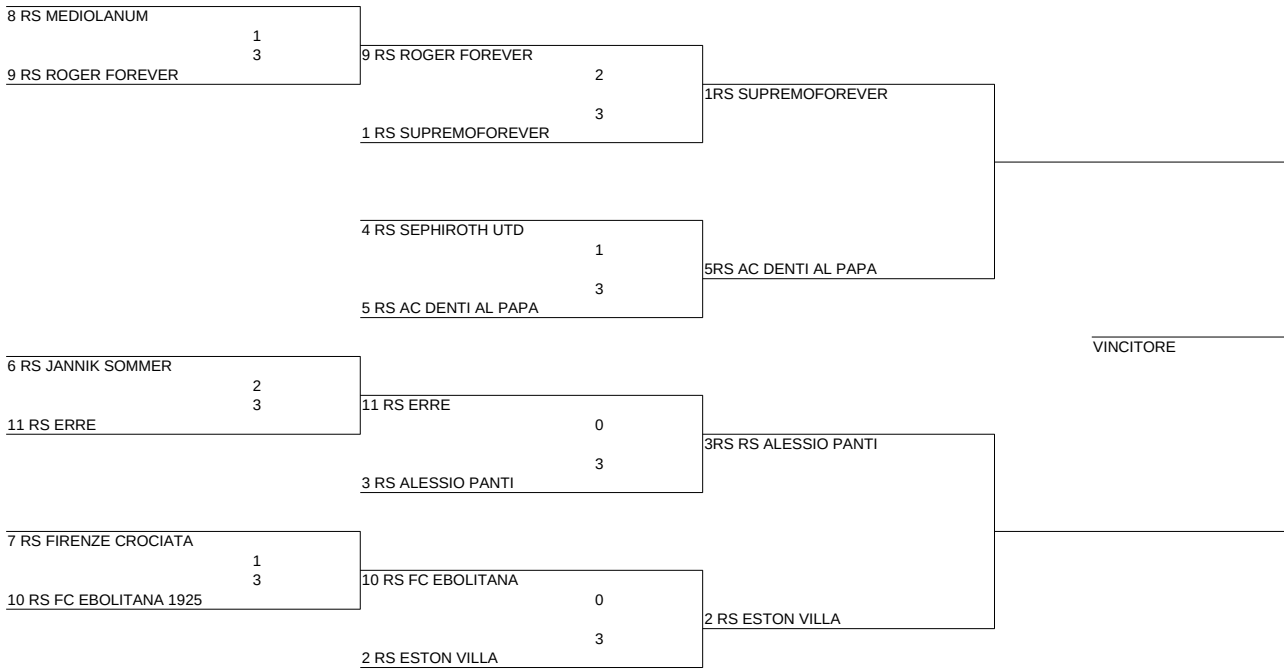 8 RS MEDIOLANUM
1
3
9 RS ROGER FOREVER
9 RS ROGER FOREVER
2
3
1 RS SUPREMOFOREVER
1RS SUPREMOFOREVER
4 RS SEPHIROTH UTD
1
3
5 RS AC DENTI AL PAPA
5RS AC DENTI AL PAPA
VINCITORE
6 RS JANNIK SOMMER
2
3
11 RS ERRE
11 RS ERRE
0
3
3 RS ALESSIO PANTI
3RS RS ALESSIO PANTI
7 RS FIRENZE CROCIATA
1
3
10 RS FC EBOLITANA 1925
10 RS FC EBOLITANA
0
3
2 RS ESTON VILLA
2 RS ESTON VILLA